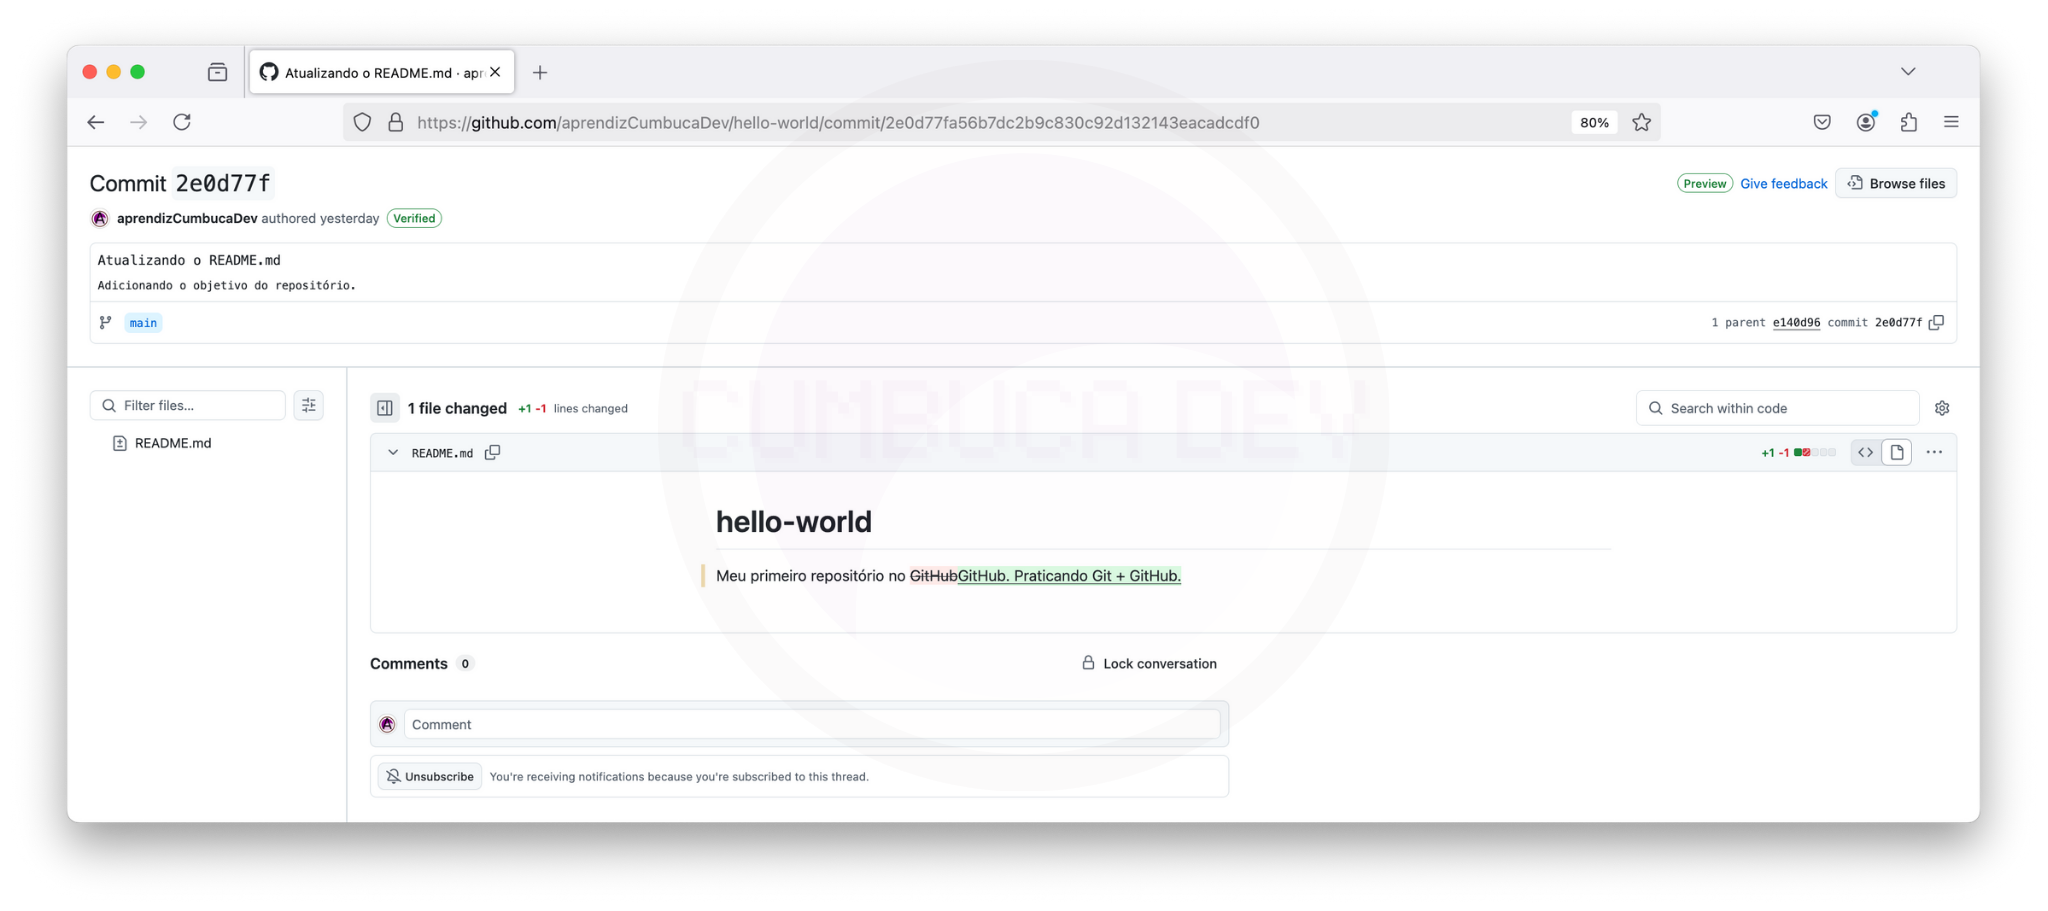 Atualizando o README.md · apr
https://github.com/aprendizCumbucaDev/hello-world/commit/2e0d77fa56b7dc2b9c830c92d132143eacadcdf0 80%
Commit 2e0d77f
Preview Give feedback Browse files
aprendizCumbucaDev authored yesterday Verified
Atualizando o README.md
Adicionando o objetivo do repositório.
main
1 parent e140d96 commit 2e0d77f
Filter files...
README.md
1 file changed +1 -1 lines changed
Search within code
CUMBUCA DEV
README.md
+1 -1
hello-world
Meu primeiro repositório no GitHubGitHub. Praticando Git + GitHub.
Comments 0
Lock conversation
Comment
Unsubscribe You're receiving notifications because you're subscribed to this thread.